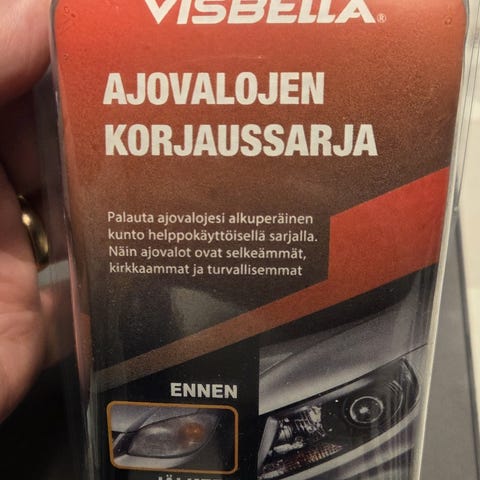 VISBELLA®
AJOVALOJEN
KORJAUSSARJA
Palauta ajovalojesi alkuperäinen
kunto helppokäyttöisellä sarjalla.
Näin ajovalot ovat selkeämmät,
kirkkaammat ja turvallisemmat
ENNEN